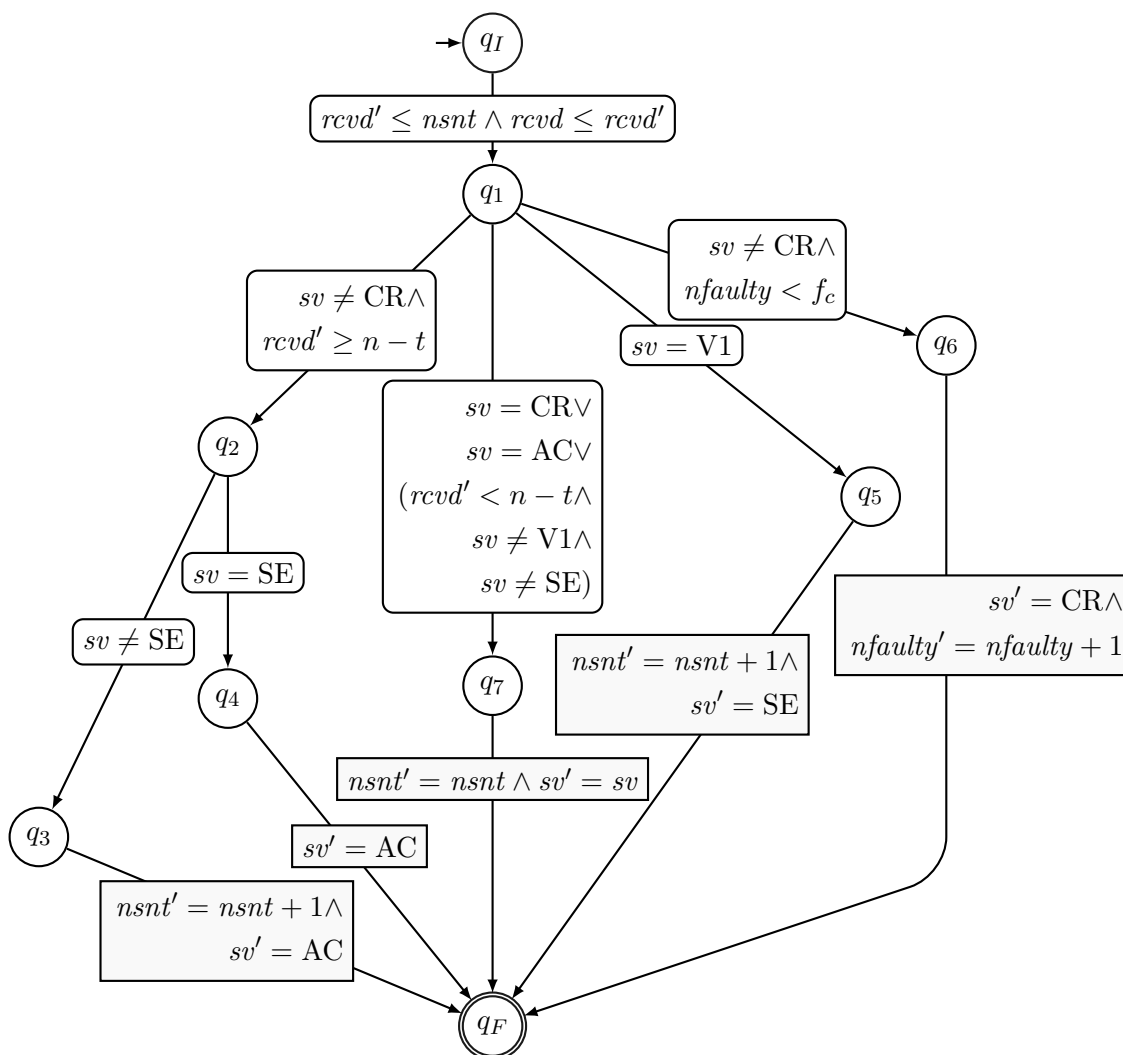 q_I
rcvd′ ≤ nsnt ∧ rcvd ≤ rcvd′
q_1
sv ≠ CR∧
nfaulty < f_c
sv ≠ CR∧
rcvd′ ≥ n − t
sv = V1
q_6
sv = CR∨
sv = AC∨
(rcvd′ < n − t∧
sv ≠ V1∧
sv ≠ SE)
q_2
q_5
sv = SE
sv ≠ SE
sv′ = CR∧
nfaulty′ = nfaulty + 1
nsnt′ = nsnt + 1∧
sv′ = SE
q_4
q_7
nsnt′ = nsnt ∧ sv′ = sv
q_3
sv′ = AC
nsnt′ = nsnt + 1∧
sv′ = AC
q_F